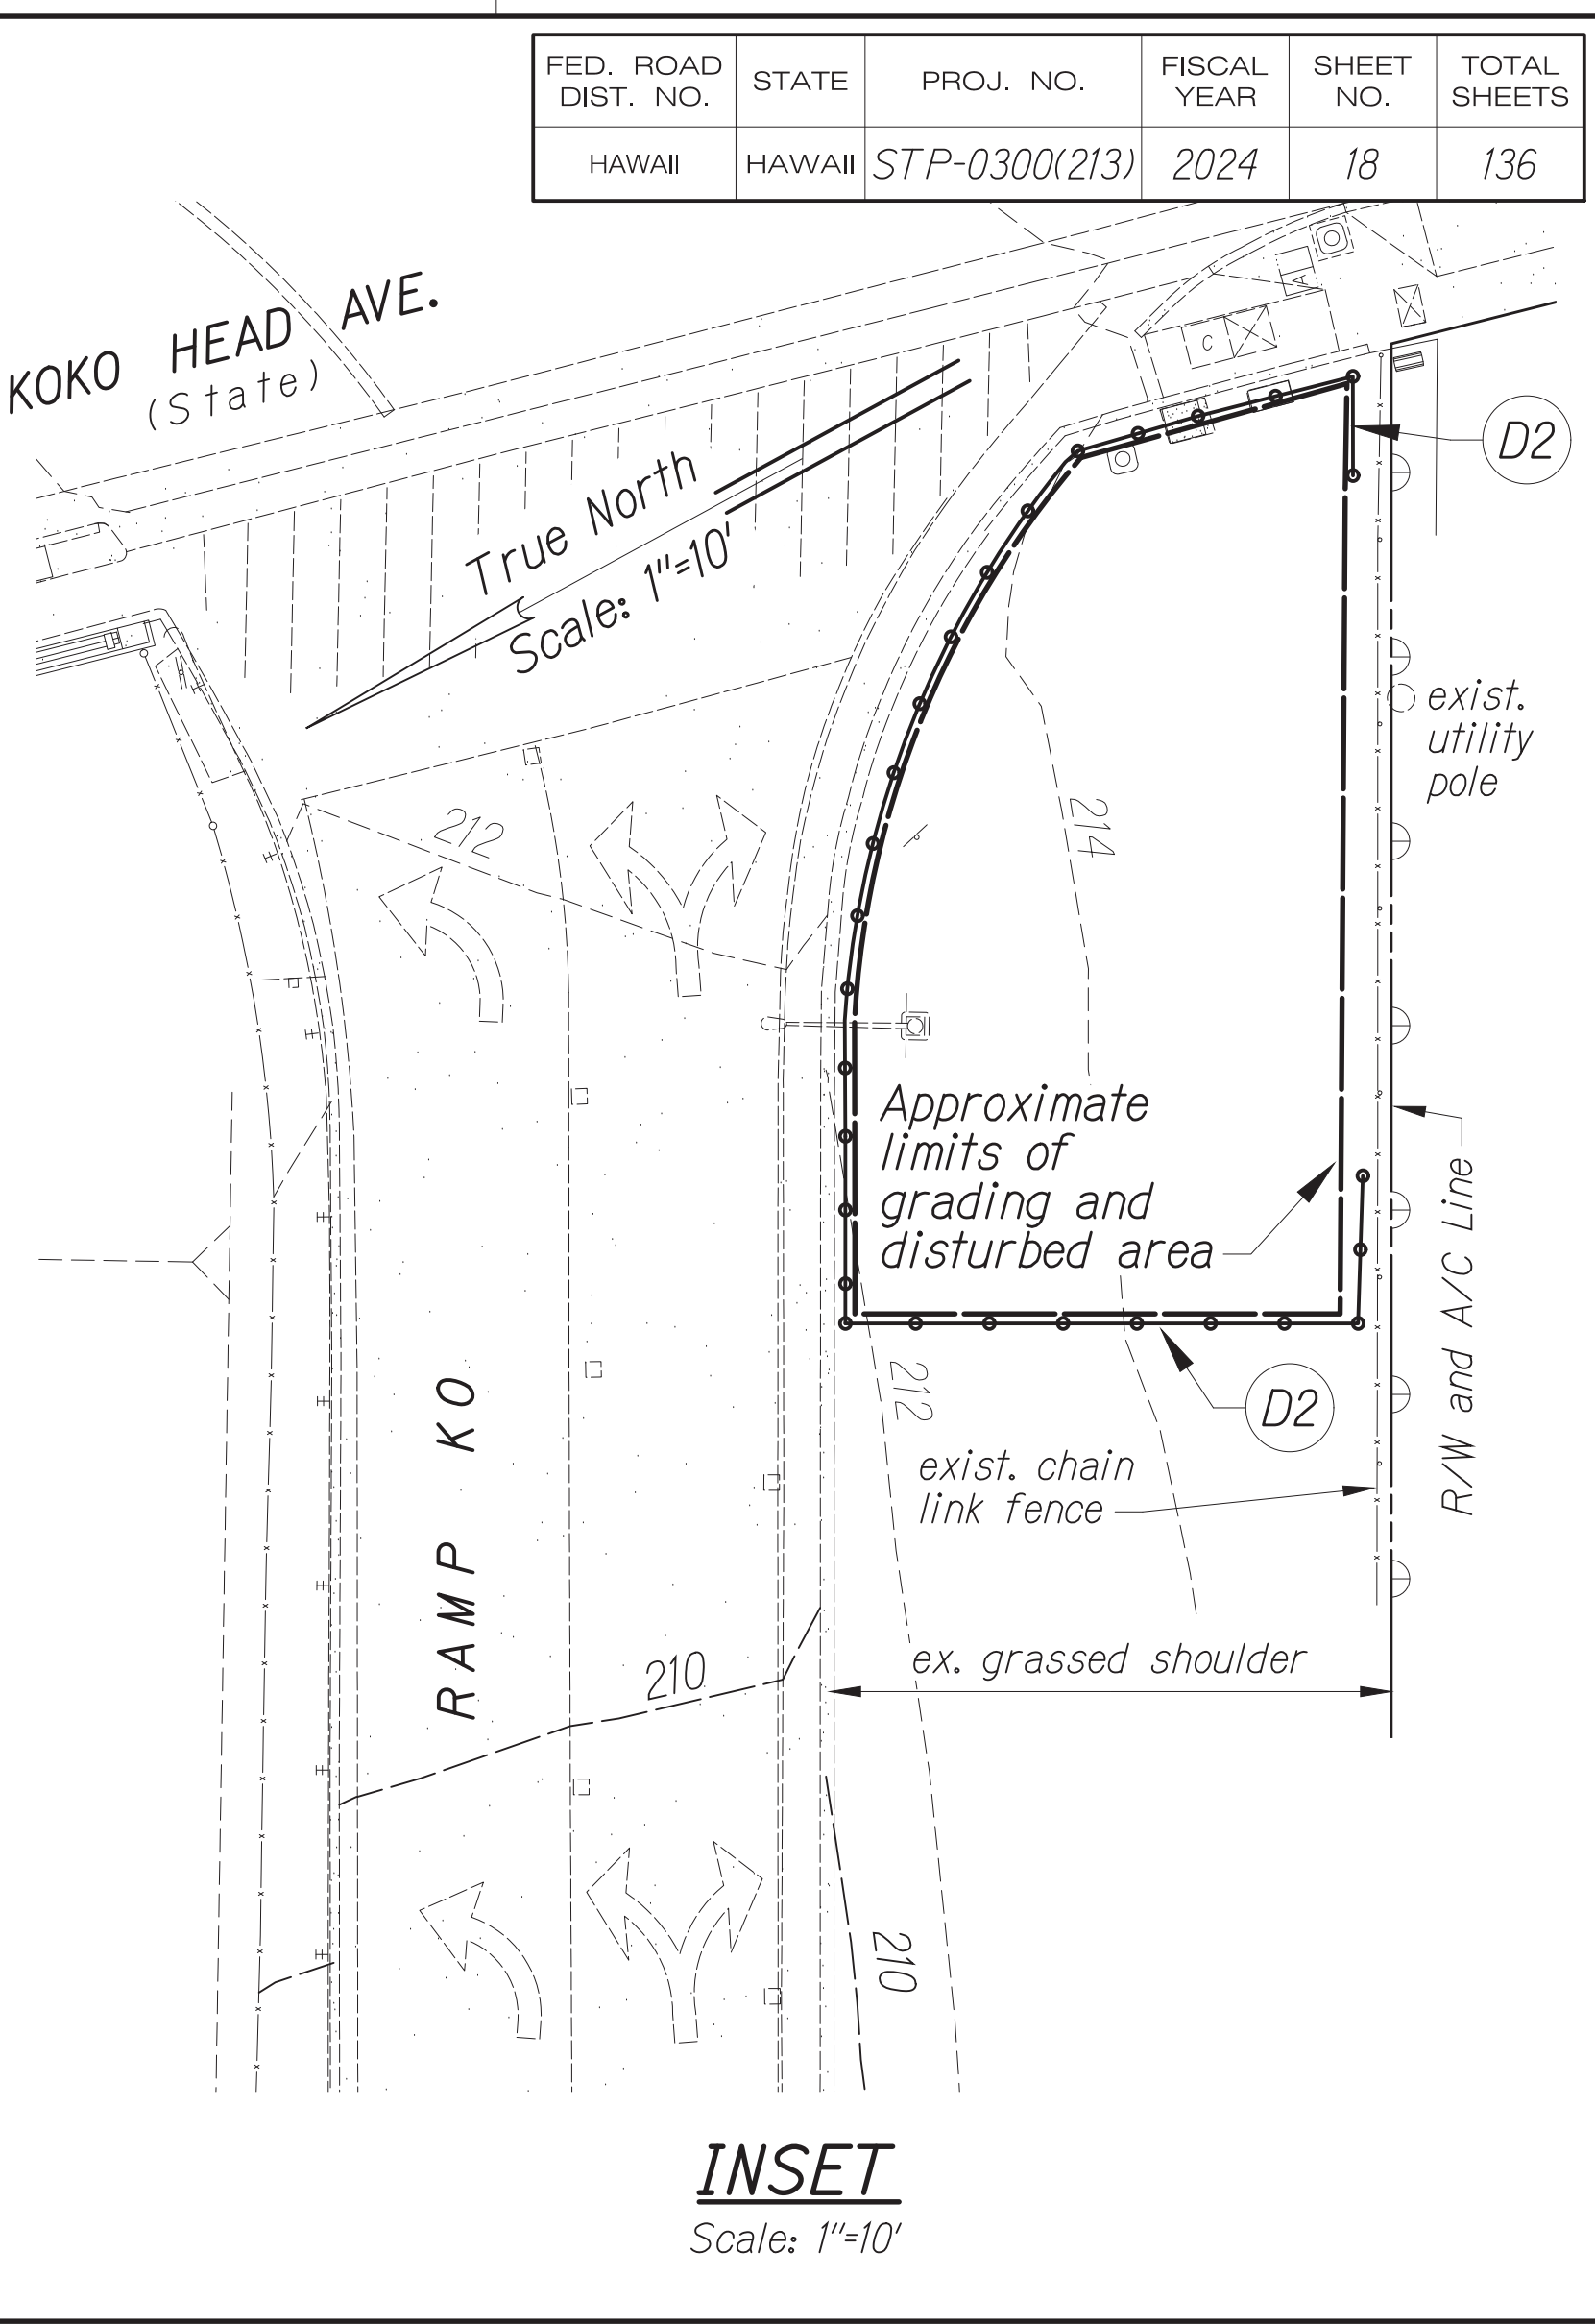 FED. ROAD DIST. NO.
STATE
PROJ. NO.
FISCAL YEAR
SHEET NO.
TOTAL SHEETS
HAWAII
HAWAII
STP-0300(213)
2024
18
136
KOKO HEAD AVE.
(State)
C
A
D2
True North
Scale: 1"=10'
exist.
utility
pole
212
214
Approximate
limits of
grading and
disturbed area
R/W and A/C Line
212
D2
exist. chain
link fence
RAMP KO
ex. grassed shoulder
210
210
INSET
Scale: 1"=10'